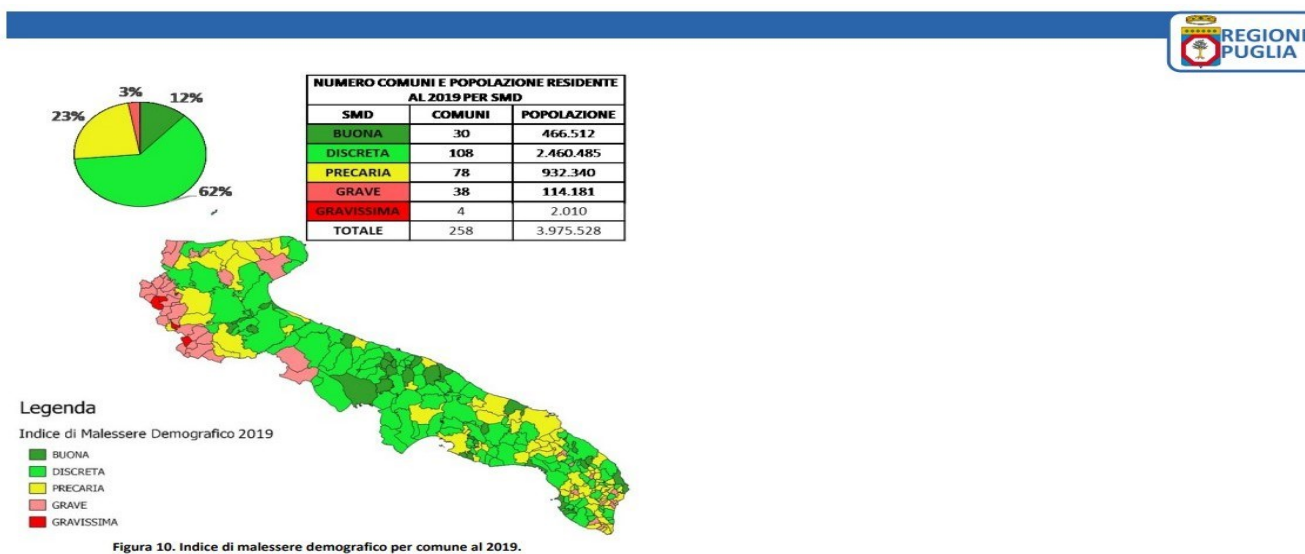 REGIONE
PUGLIA
3%
12%
23%
62%
NUMERO COMUNI E POPOLAZIONE RESIDENTE
AL 2019 PER SMD
SMD COMUNI POPOLAZIONE
BUONA 30 466.512
DISCRETA 108 2.460.485
PRECARIA 78 932.340
GRAVE 38 114.181
GRAVISSIMA 4 2.010
TOTALE 258 3.975.528
Legenda
Indice di Malessere Demografico 2019
BUONA
DISCRETA
PRECARIA
GRAVE
GRAVISSIMA
Figura 10. Indice di malessere demografico per comune al 2019.